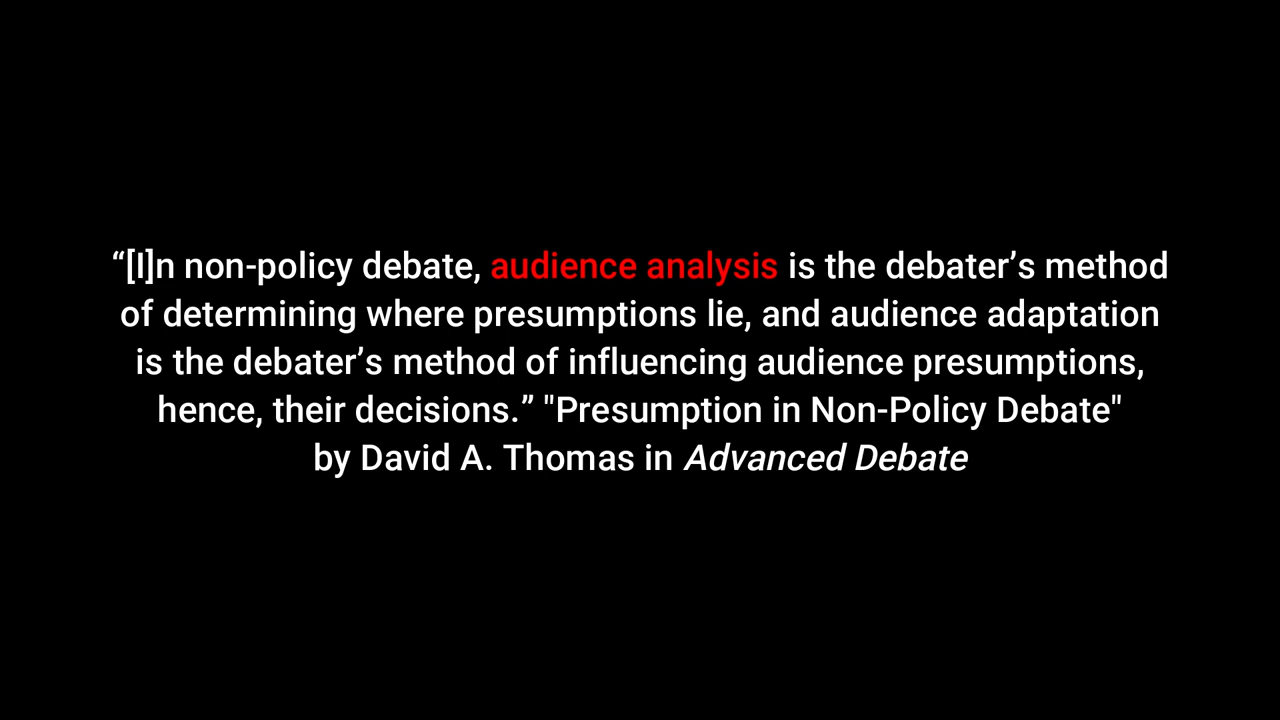 “[I]n non-policy debate, audience analysis is the debater’s method
of determining where presumptions lie, and audience adaptation
is the debater’s method of influencing audience presumptions,
hence, their decisions.” "Presumption in Non-Policy Debate"
by David A. Thomas in Advanced Debate